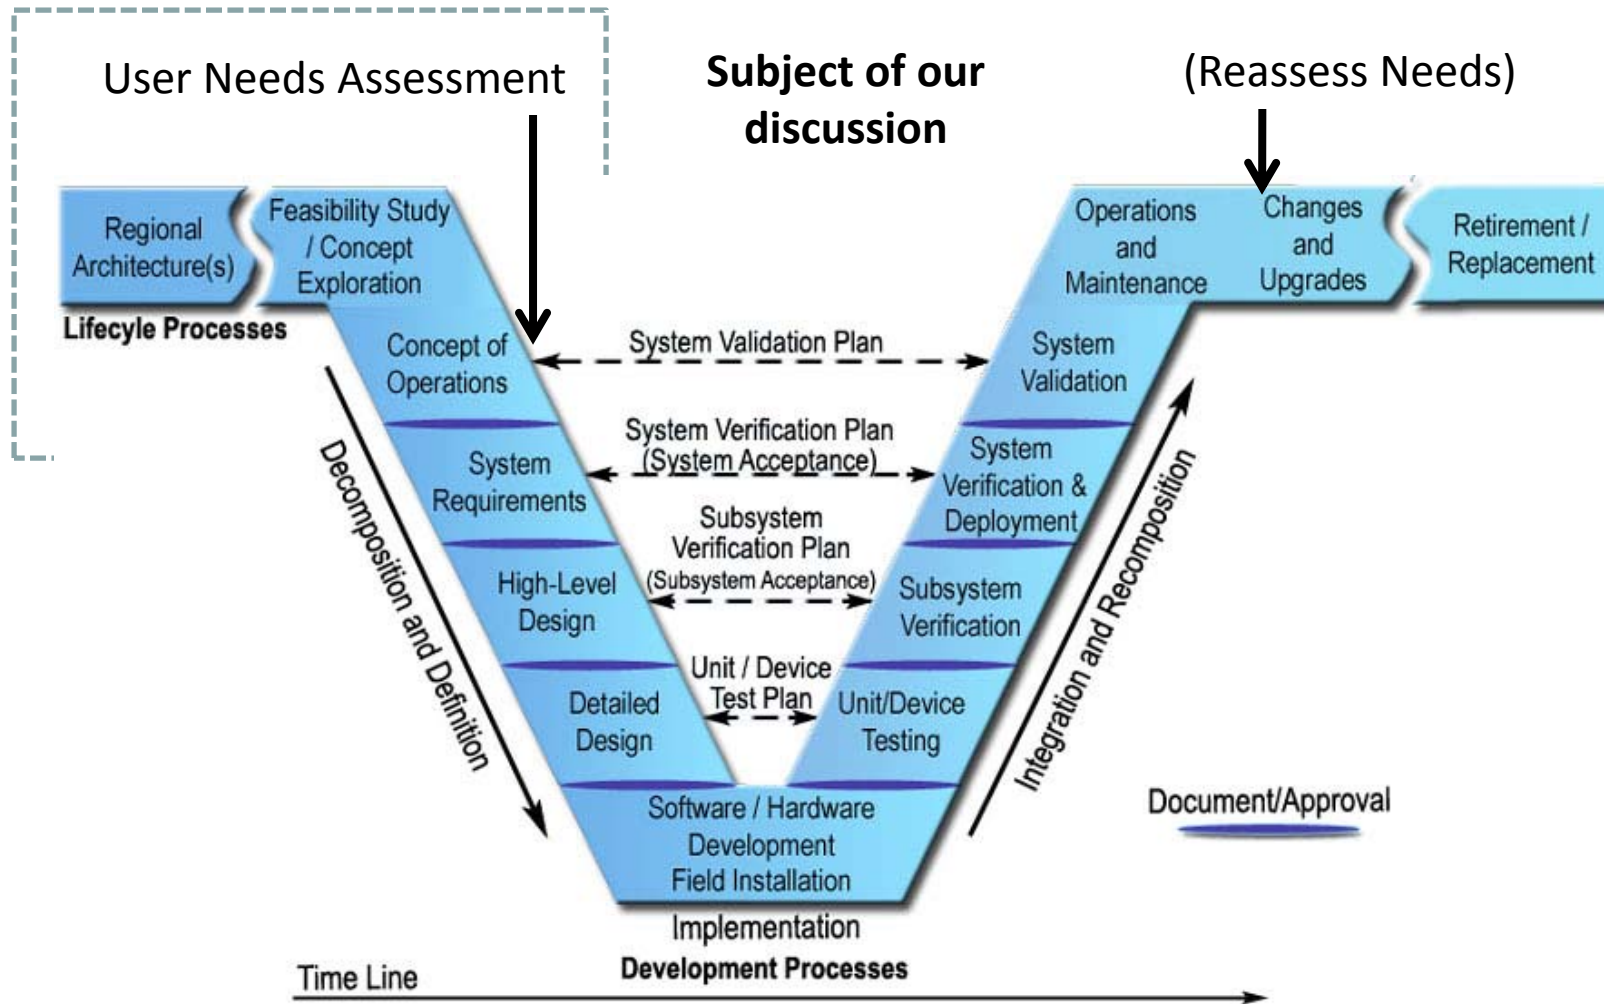 User Needs Assessment
Subject of our
discussion
(Reassess Needs)
Regional
Architecture(s)
Feasibility Study
/ Concept
Exploration
Operations
and
Maintenance
Changes
and
Upgrades
Retirement /
Replacement
Lifecyle Processes
Concept of
Operations
System Validation Plan
System
Validation
System
Requirements
System Verification Plan
(System Acceptance)
System
Verification &
Deployment
High-Level
Design
Subsystem
Verification Plan
(Subsystem Acceptance)
Subsystem
Verification
Detailed
Design
Unit / Device
Test Plan
Unit/Device
Testing
Decomposition and Definition
Integration and Recomposition
Software / Hardware
Development
Field Installation
Document/Approval
Implementation
Development Processes
Time Line